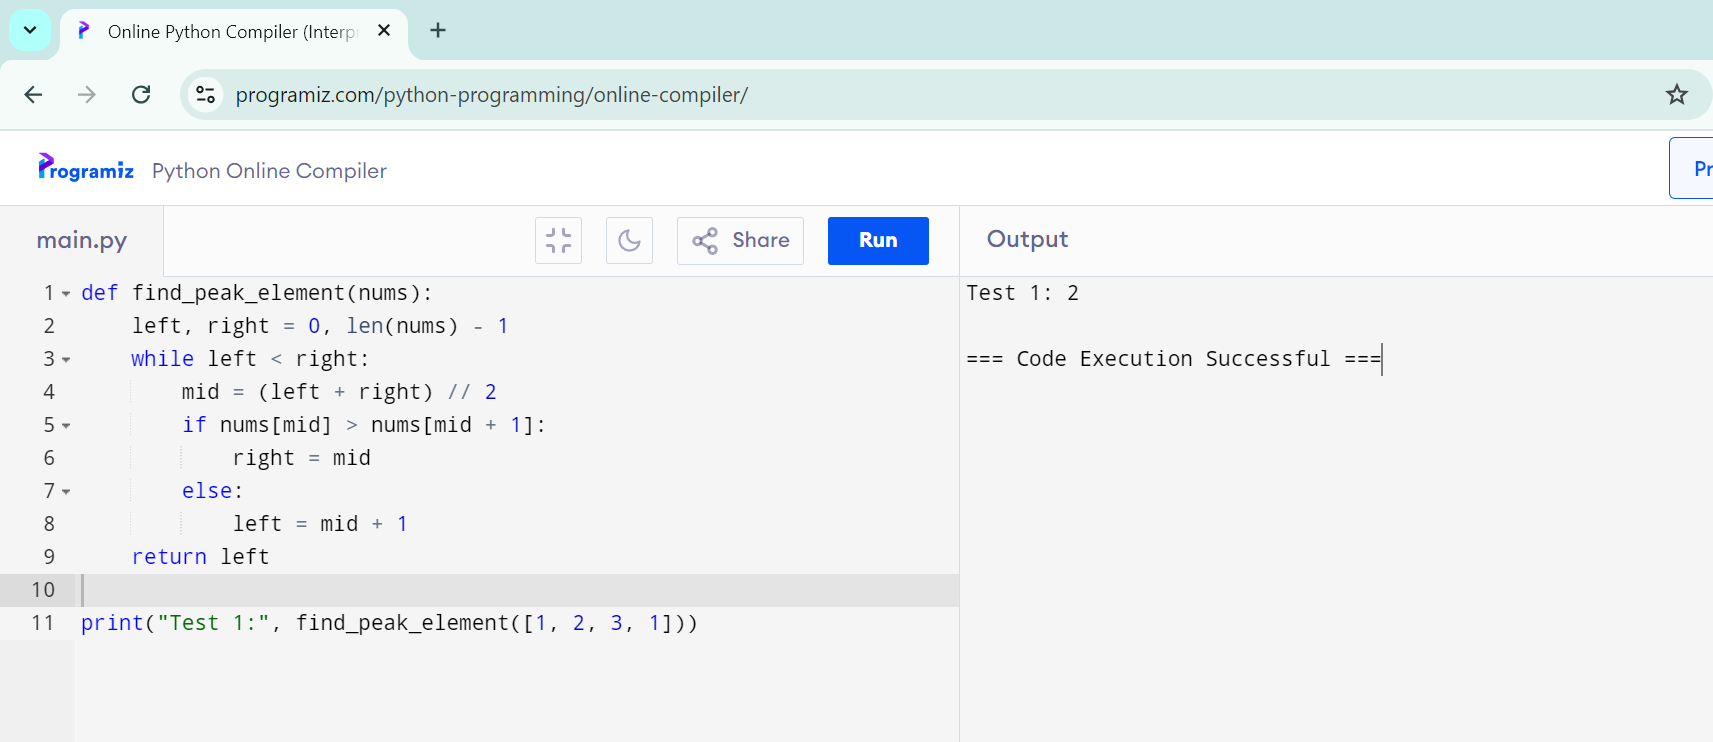 Online Python Compiler (Interp
programiz.com/python-programming/online-compiler/
Programiz Python Online Compiler
Pr
main.py
Share
Run
Output
1 def find_peak_element(nums):
2     left, right = 0, len(nums) - 1
3     while left < right:
4         mid = (left + right) // 2
5         if nums[mid] > nums[mid + 1]:
6             right = mid
7         else:
8             left = mid + 1
9     return left
10
11 print("Test 1:", find_peak_element([1, 2, 3, 1]))
Test 1: 2
=== Code Execution Successful ===